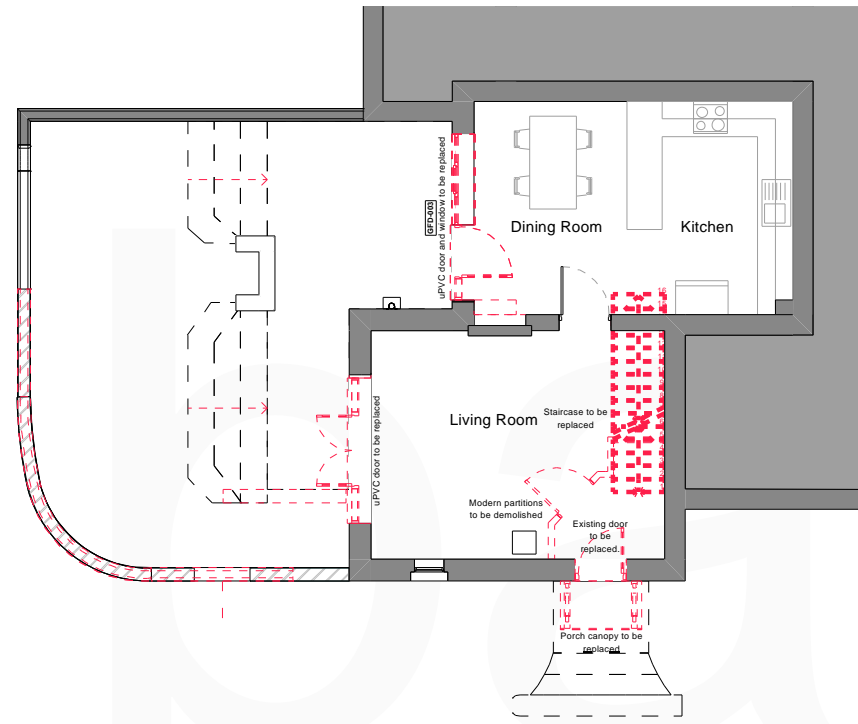 uPVC door and window to be replaced
GFD-003
Dining Room
Kitchen
Living Room
Staircase to be
replaced
uPVC door to be replaced
Modern partitions
to be demolished
Existing door
to be
replaced.
Porch canopy to be
replaced